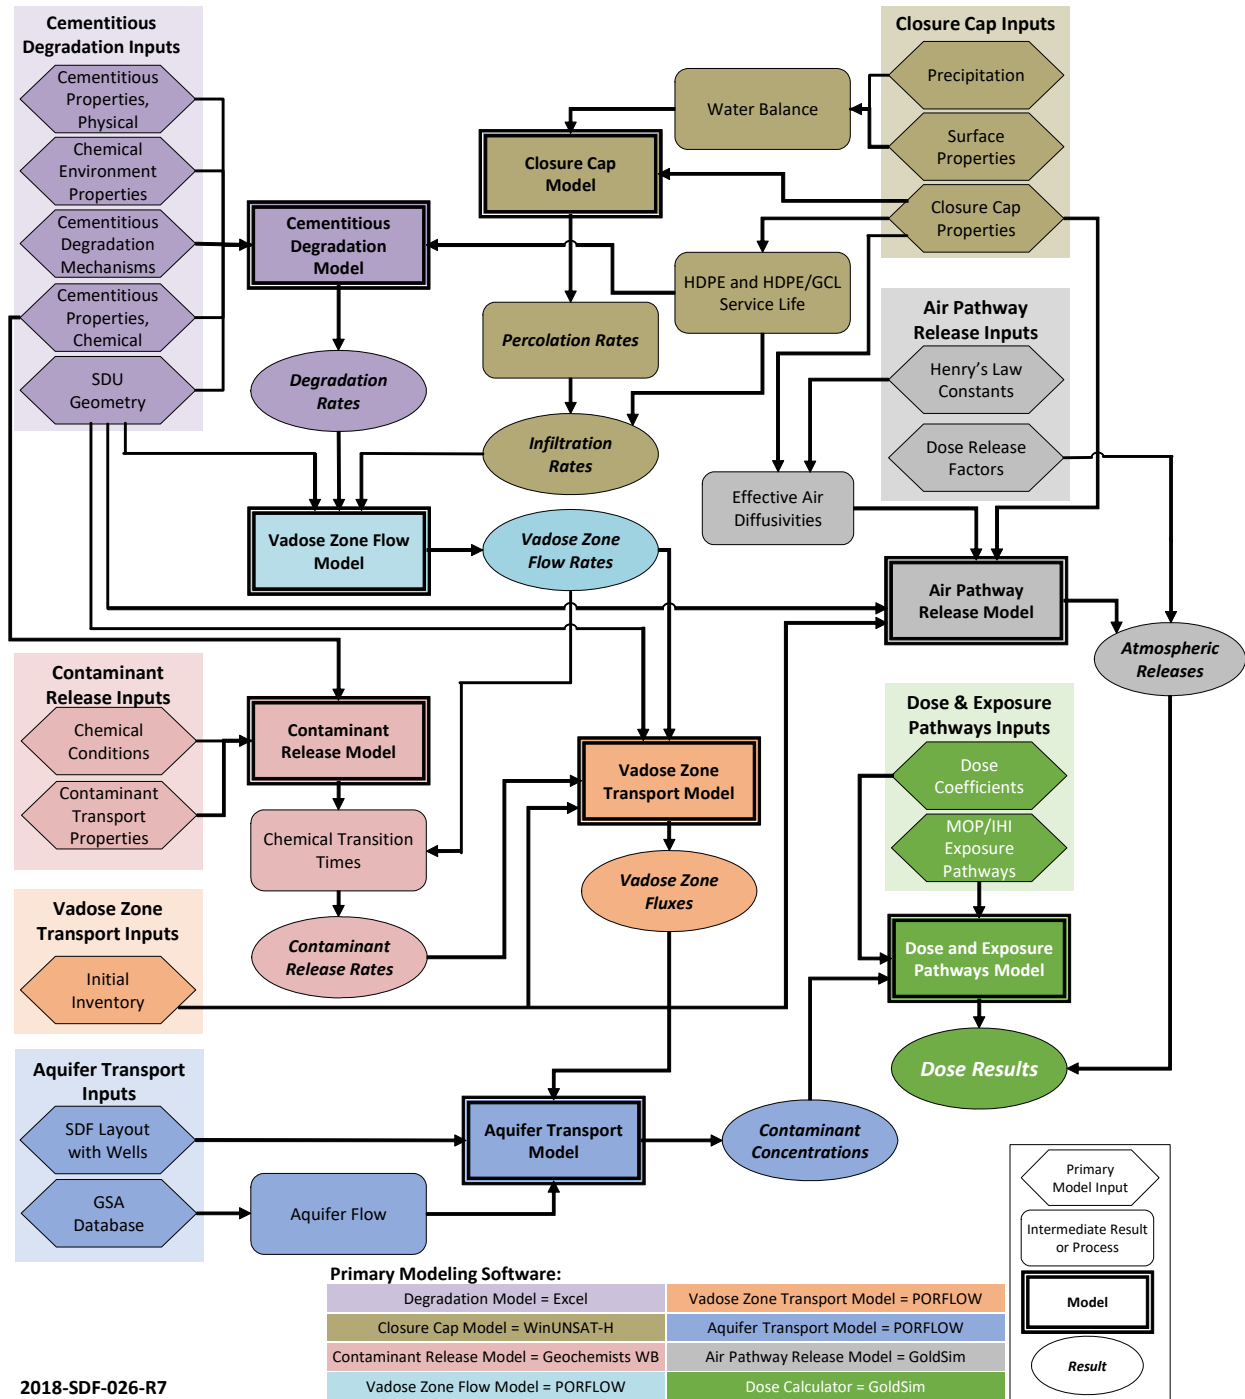 Cementitious
Degradation Inputs
Cementitious
Properties,
Physical
Chemical
Environment
Properties
Cementitious
Degradation
Mechanisms
Cementitious
Properties,
Chemical
SDU
Geometry
Cementitious
Degradation
Model
Degradation
Rates
Closure Cap Inputs
Precipitation
Surface
Properties
Closure Cap
Properties
Water Balance
Closure Cap
Model
HDPE and HDPE/GCL
Service Life
Percolation Rates
Infiltration
Rates
Air Pathway
Release Inputs
Henry's Law
Constants
Dose Release
Factors
Effective Air
Diffusivities
Vadose Zone Flow
Model
Vadose Zone
Flow Rates
Air Pathway
Release Model
Atmospheric
Releases
Contaminant
Release Inputs
Chemical
Conditions
Contaminant
Transport
Properties
Contaminant
Release Model
Chemical Transition
Times
Contaminant
Release Rates
Vadose Zone
Transport Model
Vadose Zone
Fluxes
Dose & Exposure
Pathways Inputs
Dose
Coefficients
MOP/IHI
Exposure
Pathways
Dose and Exposure
Pathways Model
Dose Results
Vadose Zone
Transport Inputs
Initial
Inventory
Aquifer Transport
Inputs
SDF Layout
with Wells
GSA
Database
Aquifer Flow
Aquifer Transport
Model
Contaminant
Concentrations
Primary
Model Input
Intermediate Result
or Process
Model
Result
Primary Modeling Software:
Degradation Model = Excel
Vadose Zone Transport Model = PORFLOW
Closure Cap Model = WinUNSAT-H
Aquifer Transport Model = PORFLOW
Contaminant Release Model = Geochemists WB
Air Pathway Release Model = GoldSim
Vadose Zone Flow Model = PORFLOW
Dose Calculator = GoldSim
2018-SDF-026-R7